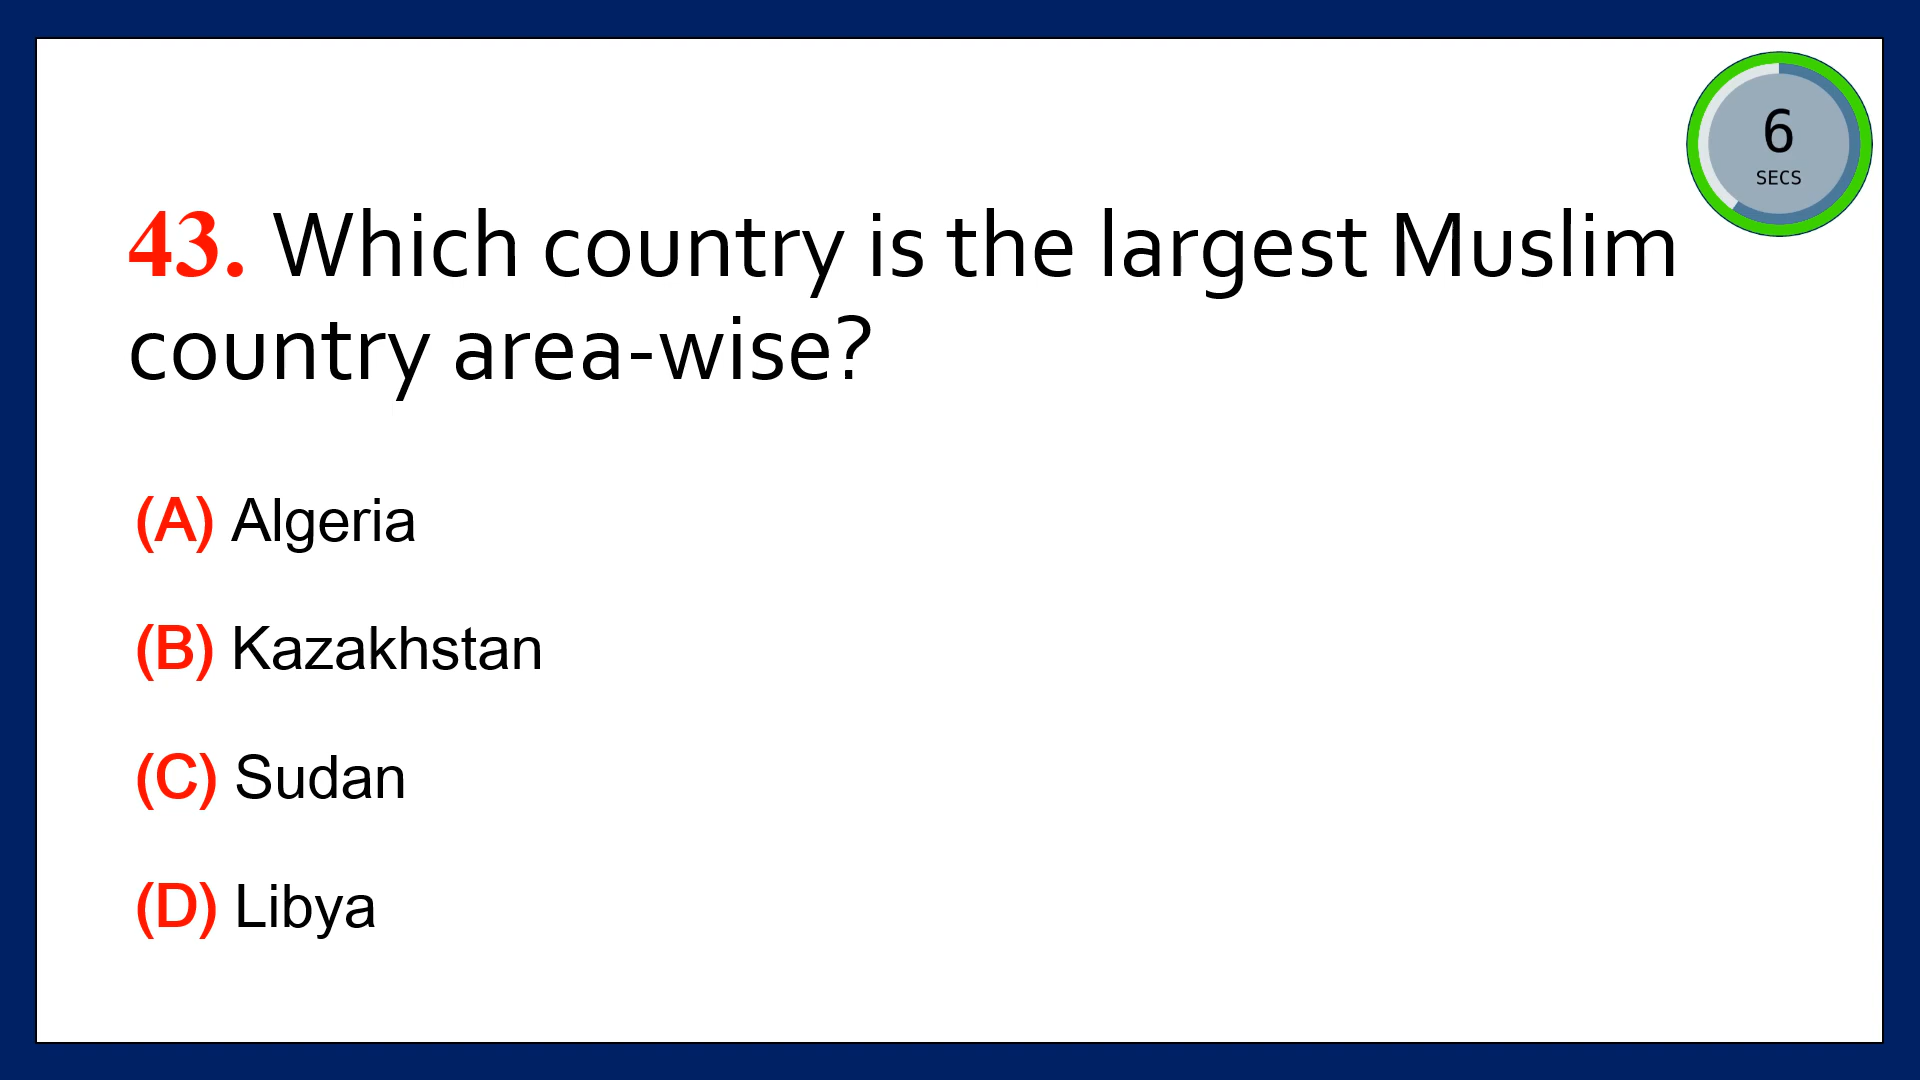 6
SECS
43. Which country is the largest Muslim
country area-wise?
(A) Algeria
(B) Kazakhstan
(C) Sudan
(D) Libya